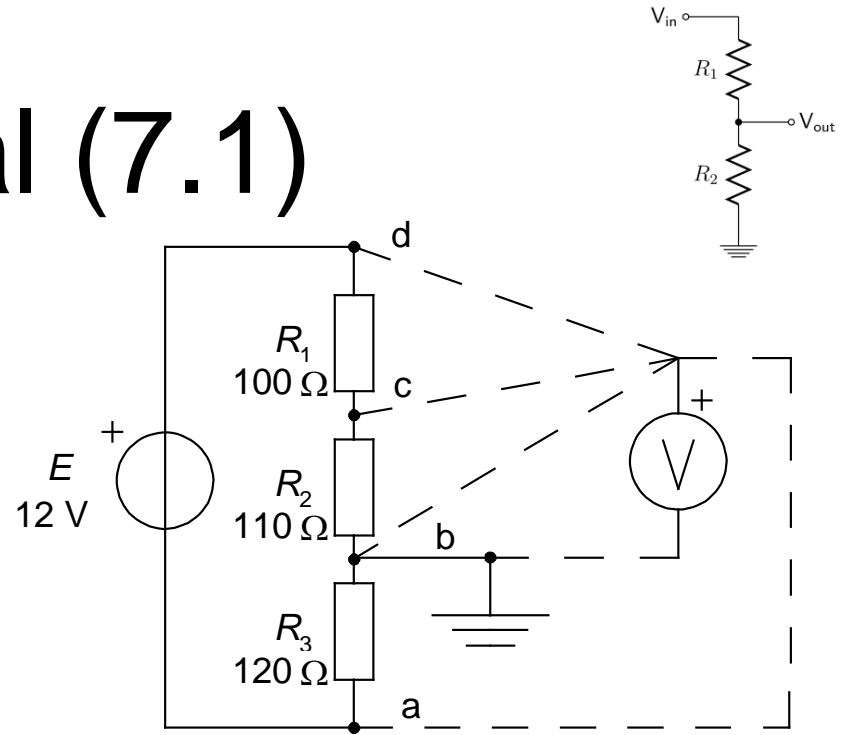 V_in
R_1
V_out
R_2
al (7.1)
d
R_1
100 Ω
c
+
+
E
12 V
V
R_2
110 Ω
b
R_3
120 Ω
a